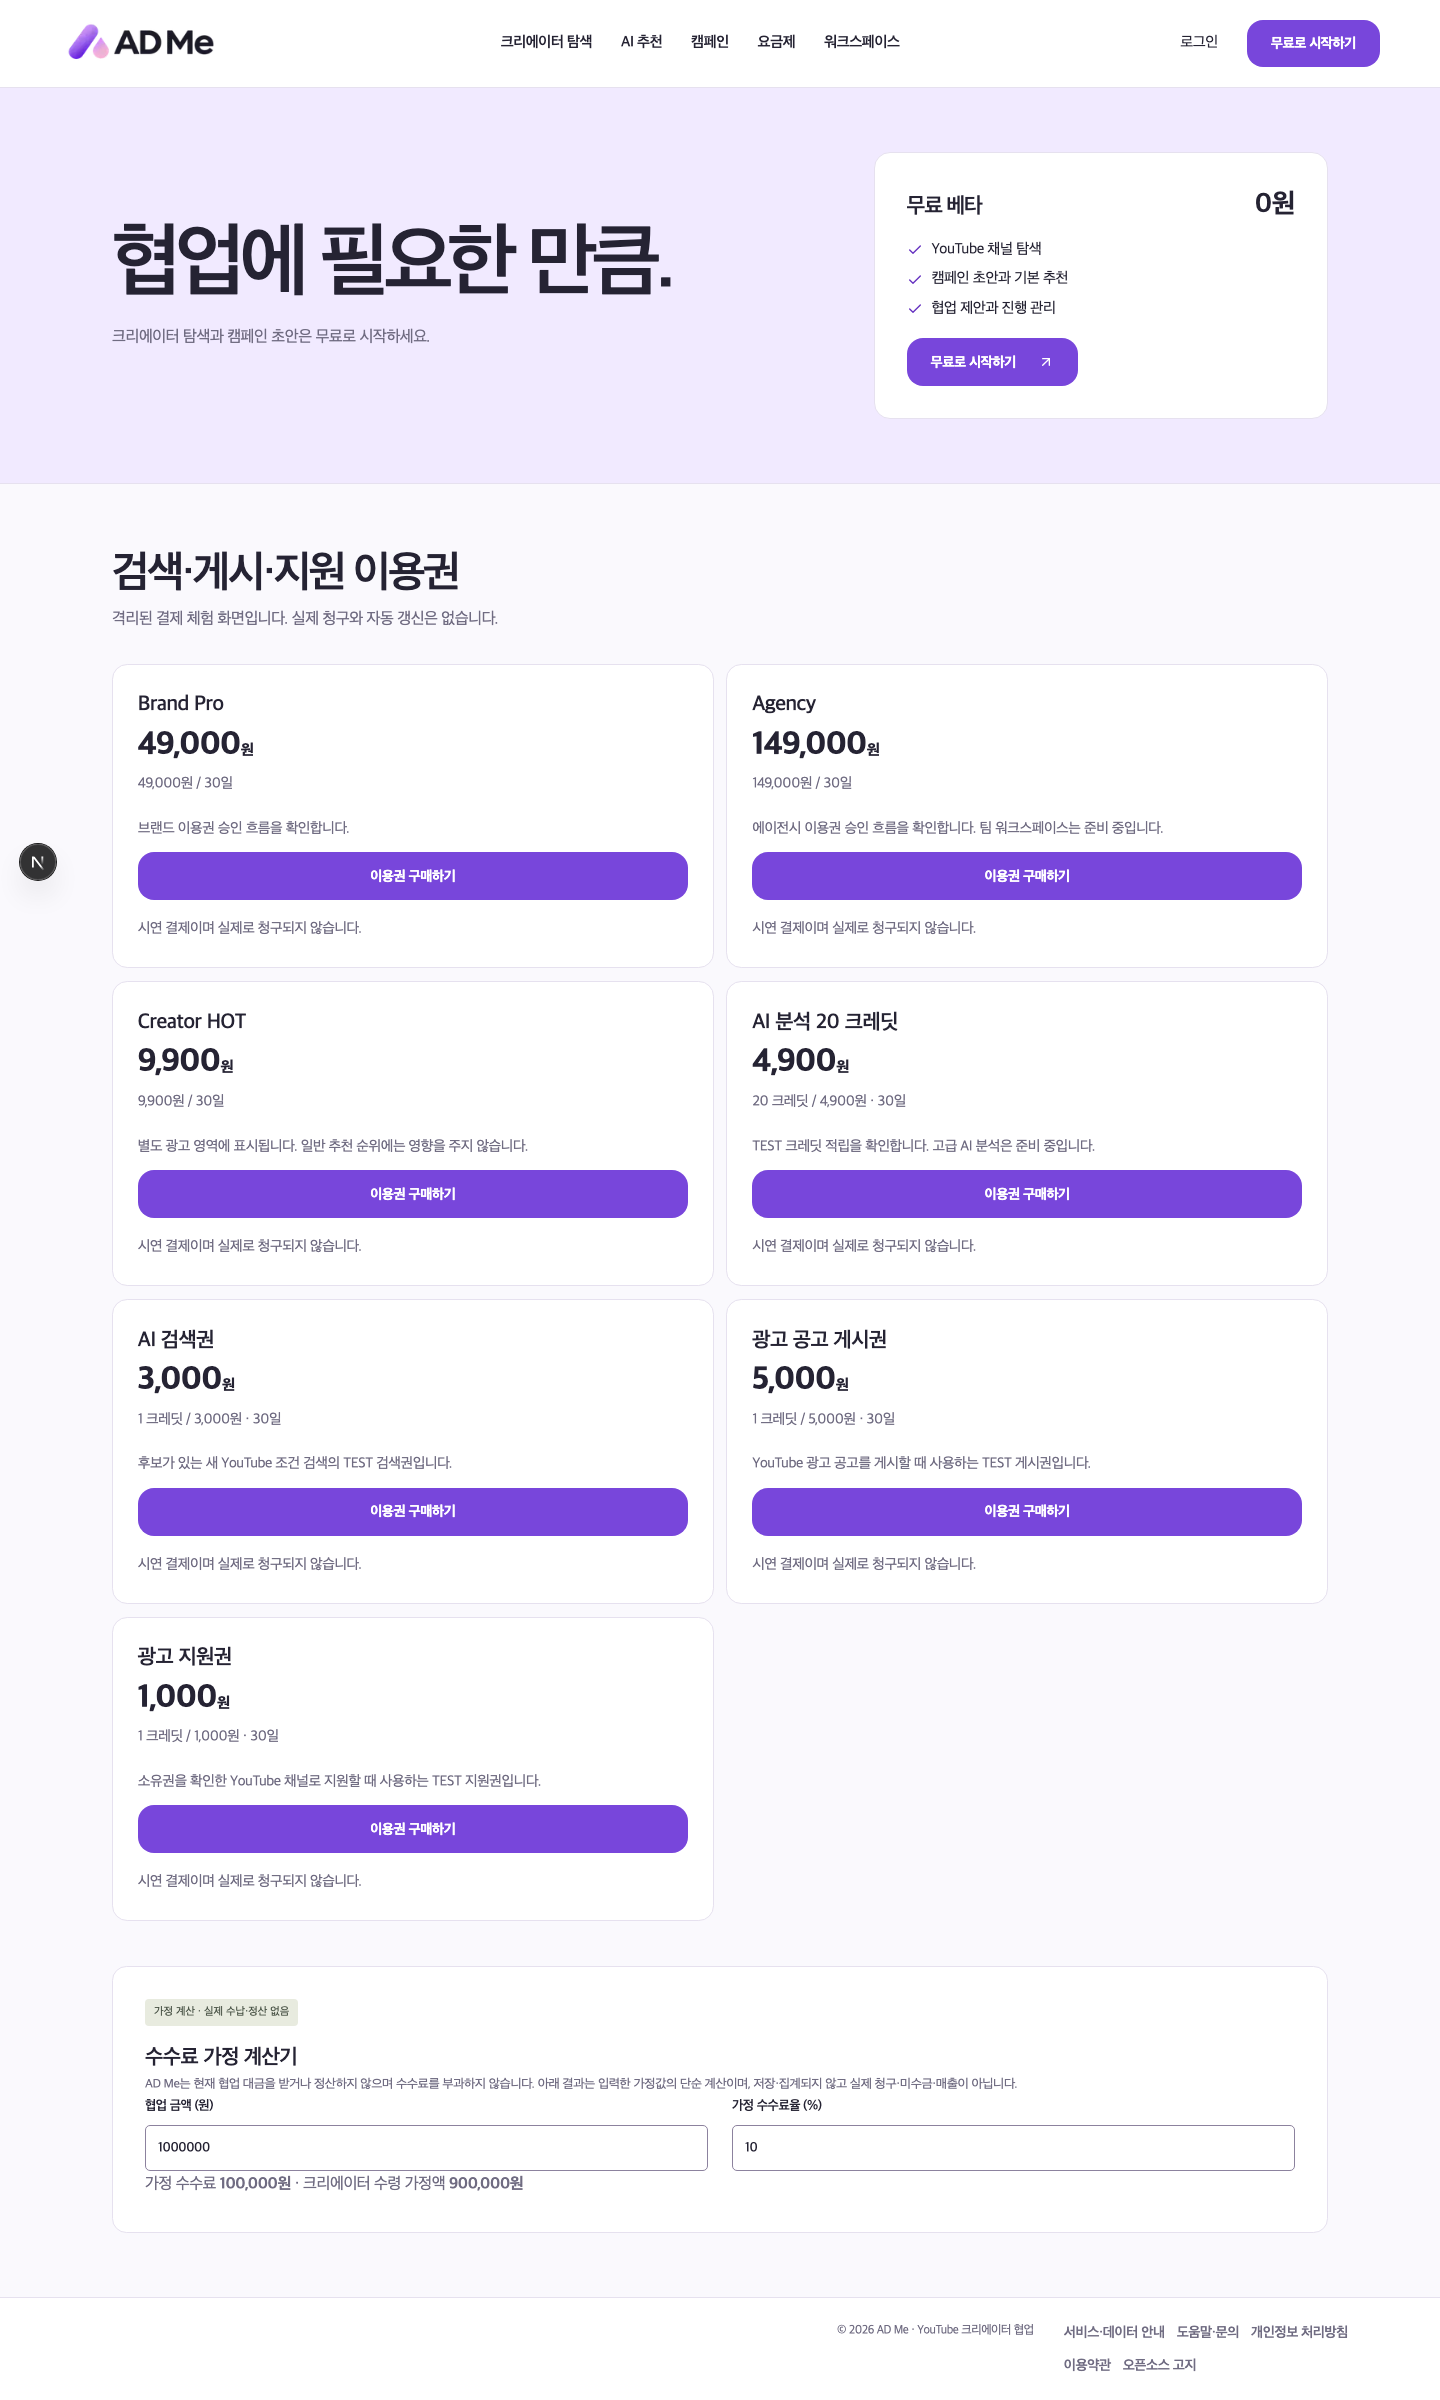 AD Me
크리에이터 탐색 AI 추천 캠페인 요금제 워크스페이스
로그인 무료로 시작하기
협업에 필요한 만큼.
크리에이터 탐색과 캠페인 초안은 무료로 시작하세요.
무료 베타 0원
YouTube 채널 탐색
캠페인 초안과 기본 추천
협업 제안과 진행 관리
무료로 시작하기
검색·게시·지원 이용권
격리된 결제 체험 화면입니다. 실제 청구와 자동 갱신은 없습니다.
Brand Pro
49,000원
49,000원 / 30일
브랜드 이용권 승인 흐름을 확인합니다.
이용권 구매하기
시연 결제이며 실제로 청구되지 않습니다.
Agency
149,000원
149,000원 / 30일
에이전시 이용권 승인 흐름을 확인합니다. 팀 워크스페이스는 준비 중입니다.
이용권 구매하기
시연 결제이며 실제로 청구되지 않습니다.
N
Creator HOT
9,900원
9,900원 / 30일
별도 광고 영역에 표시됩니다. 일반 추천 순위에는 영향을 주지 않습니다.
이용권 구매하기
시연 결제이며 실제로 청구되지 않습니다.
AI 분석 20 크레딧
4,900원
20 크레딧 / 4,900원 · 30일
TEST 크레딧 적립을 확인합니다. 고급 AI 분석은 준비 중입니다.
이용권 구매하기
시연 결제이며 실제로 청구되지 않습니다.
AI 검색권
3,000원
1 크레딧 / 3,000원 · 30일
후보가 있는 새 YouTube 조건 검색의 TEST 검색권입니다.
이용권 구매하기
시연 결제이며 실제로 청구되지 않습니다.
광고 공고 게시권
5,000원
1 크레딧 / 5,000원 · 30일
YouTube 광고 공고를 게시할 때 사용하는 TEST 게시권입니다.
이용권 구매하기
시연 결제이며 실제로 청구되지 않습니다.
광고 지원권
1,000원
1 크레딧 / 1,000원 · 30일
소유권을 확인한 YouTube 채널로 지원할 때 사용하는 TEST 지원권입니다.
이용권 구매하기
시연 결제이며 실제로 청구되지 않습니다.
가정 계산 · 실제 수납·정산 없음
수수료 가정 계산기
AD Me는 현재 협업 대금을 받거나 정산하지 않으며 수수료를 부과하지 않습니다. 아래 결과는 입력한 가정값의 단순 계산이며, 저장·집계되지 않고 실제 청구·미수금·매출이 아닙니다.
협업 금액 (원) 가정 수수료율 (%)
1000000 10
가정 수수료 100,000원 · 크리에이터 수령 가정액 900,000원
© 2026 AD Me · YouTube 크리에이터 협업 서비스·데이터 안내 도움말·문의 개인정보 처리방침
이용약관 오픈소스 고지